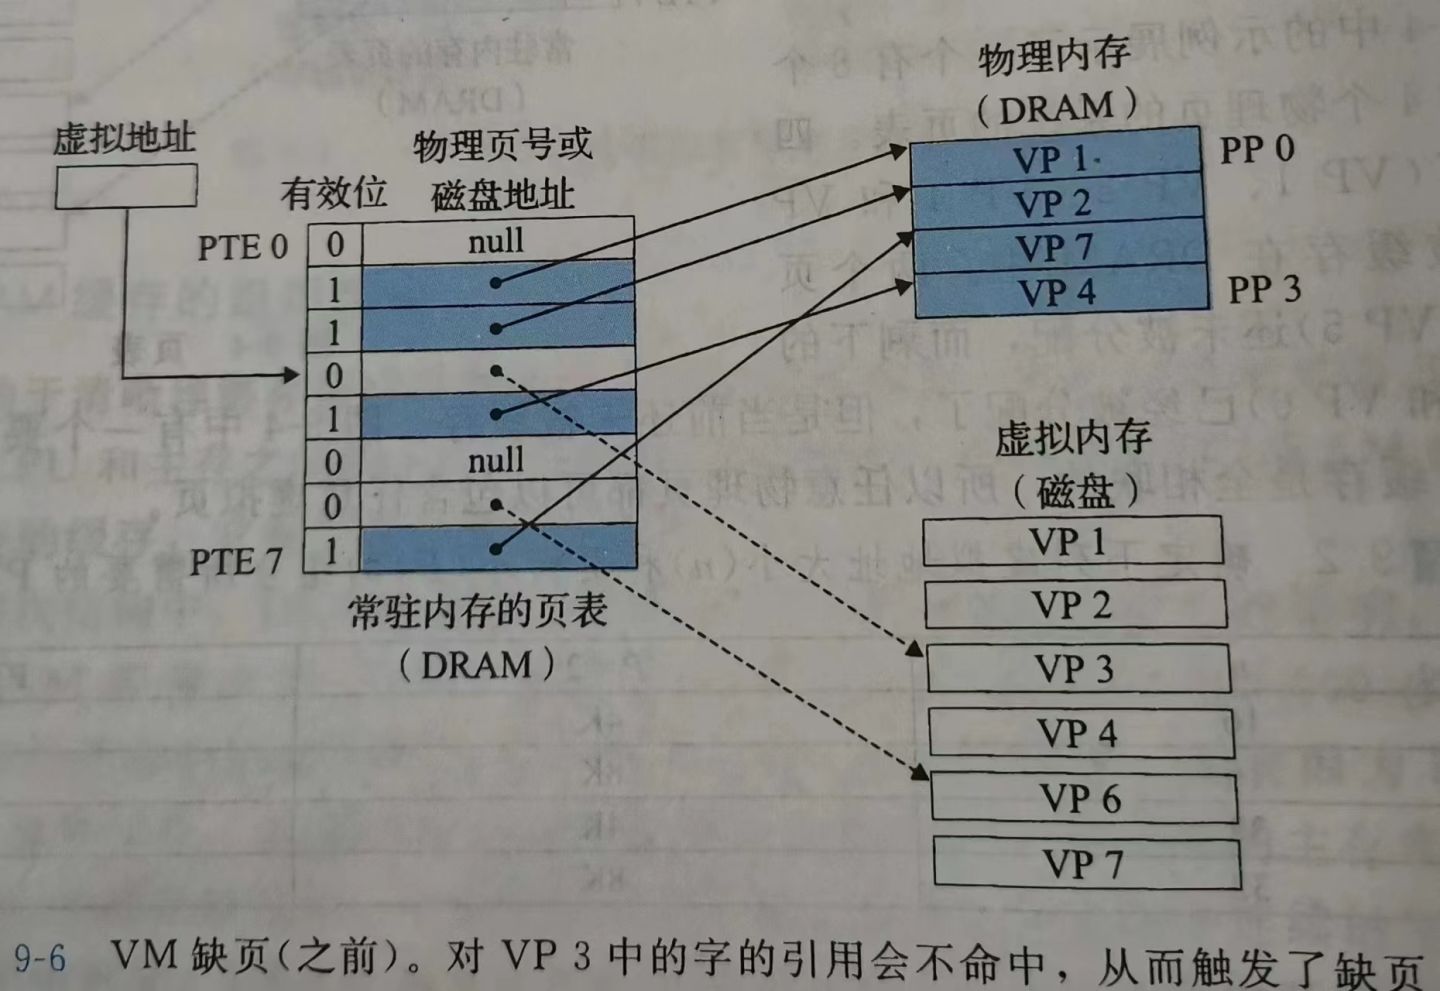 虚拟地址
有效位
物理页号或
磁盘地址
PTE 0
0
null
1
1
0
1
0
null
0
PTE 7
1
常驻内存的页表
（DRAM）
物理内存
（DRAM）
VP 1
PP 0
VP 2
VP 7
VP 4
PP 3
虚拟内存
（磁盘）
VP 1
VP 2
VP 3
VP 4
VP 6
VP 7
9-6 VM 缺页（之前）。对 VP 3 中的字的引用会不命中，从而触发了缺页